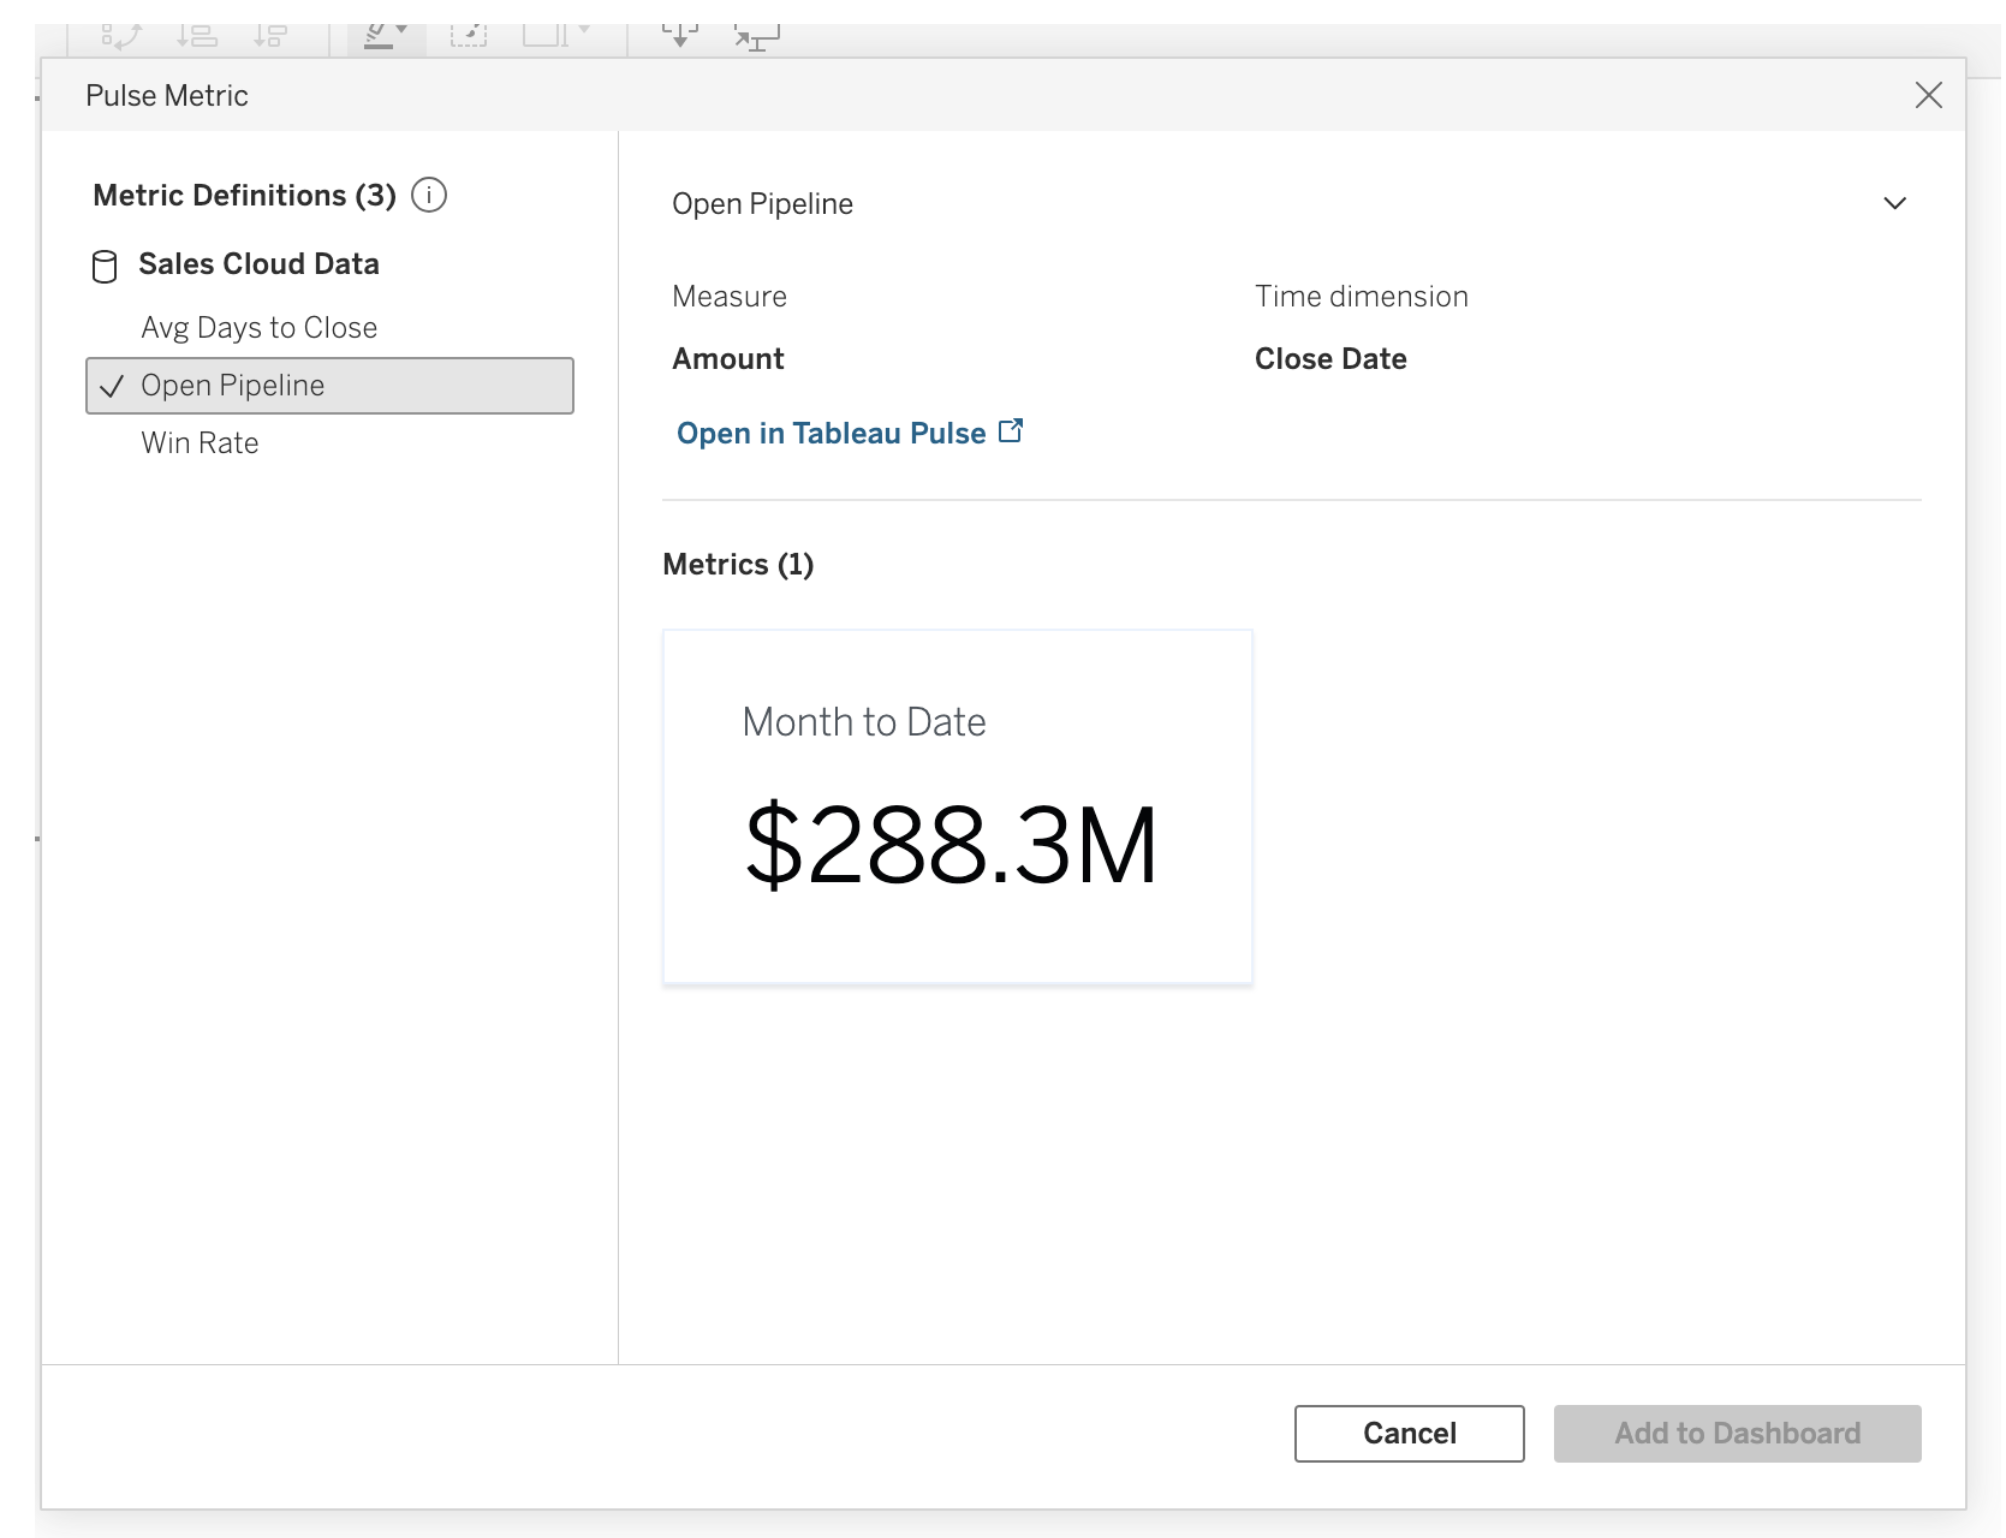 Pulse Metric
Metric Definitions (3)
Sales Cloud Data
Avg Days to Close
Open Pipeline
Win Rate
Open Pipeline
Measure
Time dimension
Amount
Close Date
Open in Tableau Pulse
Metrics (1)
Month to Date
$288.3M
Cancel
Add to Dashboard